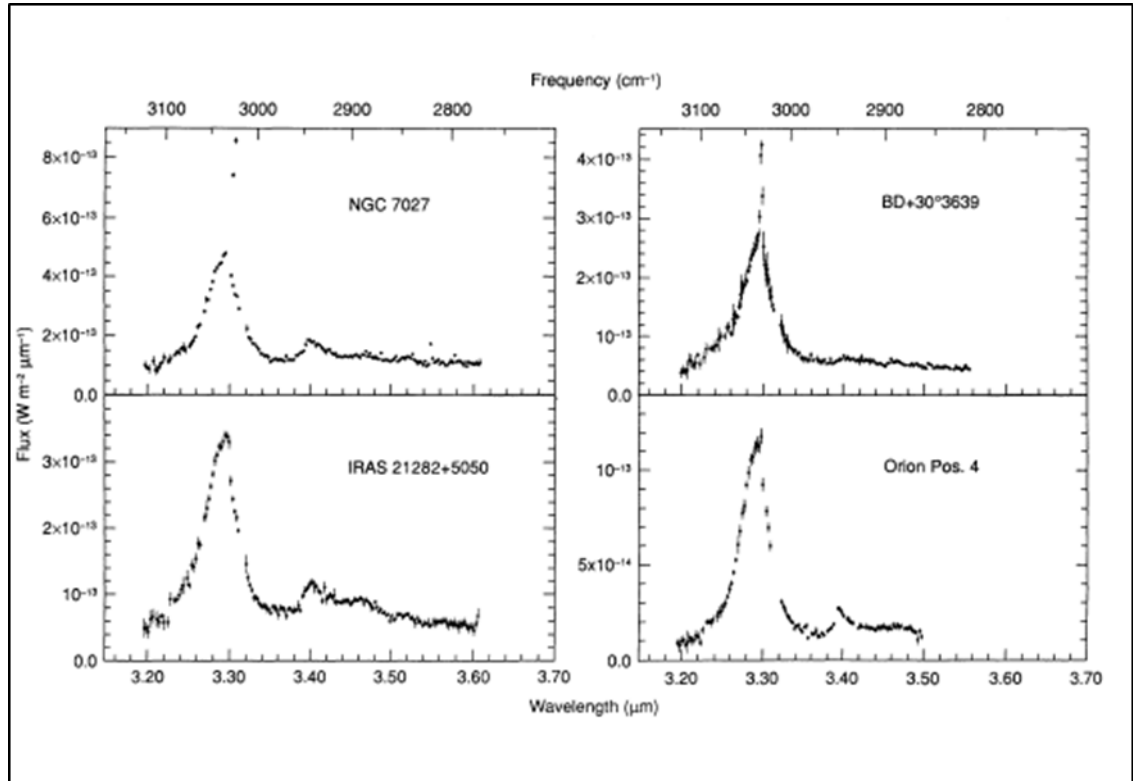 Frequency (cm⁻¹)
3100 3000 2900 2800
3100 3000 2900 2800
8×10⁻¹³
6×10⁻¹³
4×10⁻¹³
2×10⁻¹³
0.0
NGC 7027
4×10⁻¹³
3×10⁻¹³
2×10⁻¹³
10⁻¹³
0.0
BD+30°3639
Flux (W m⁻² μm⁻¹)
3×10⁻¹³
2×10⁻¹³
10⁻¹³
0.0
IRAS 21282+5050
10⁻¹³
5×10⁻¹⁴
0.0
Orion Pos. 4
3.20 3.30 3.40 3.50 3.60 3.70
3.20 3.30 3.40 3.50 3.60 3.70
Wavelength (μm)